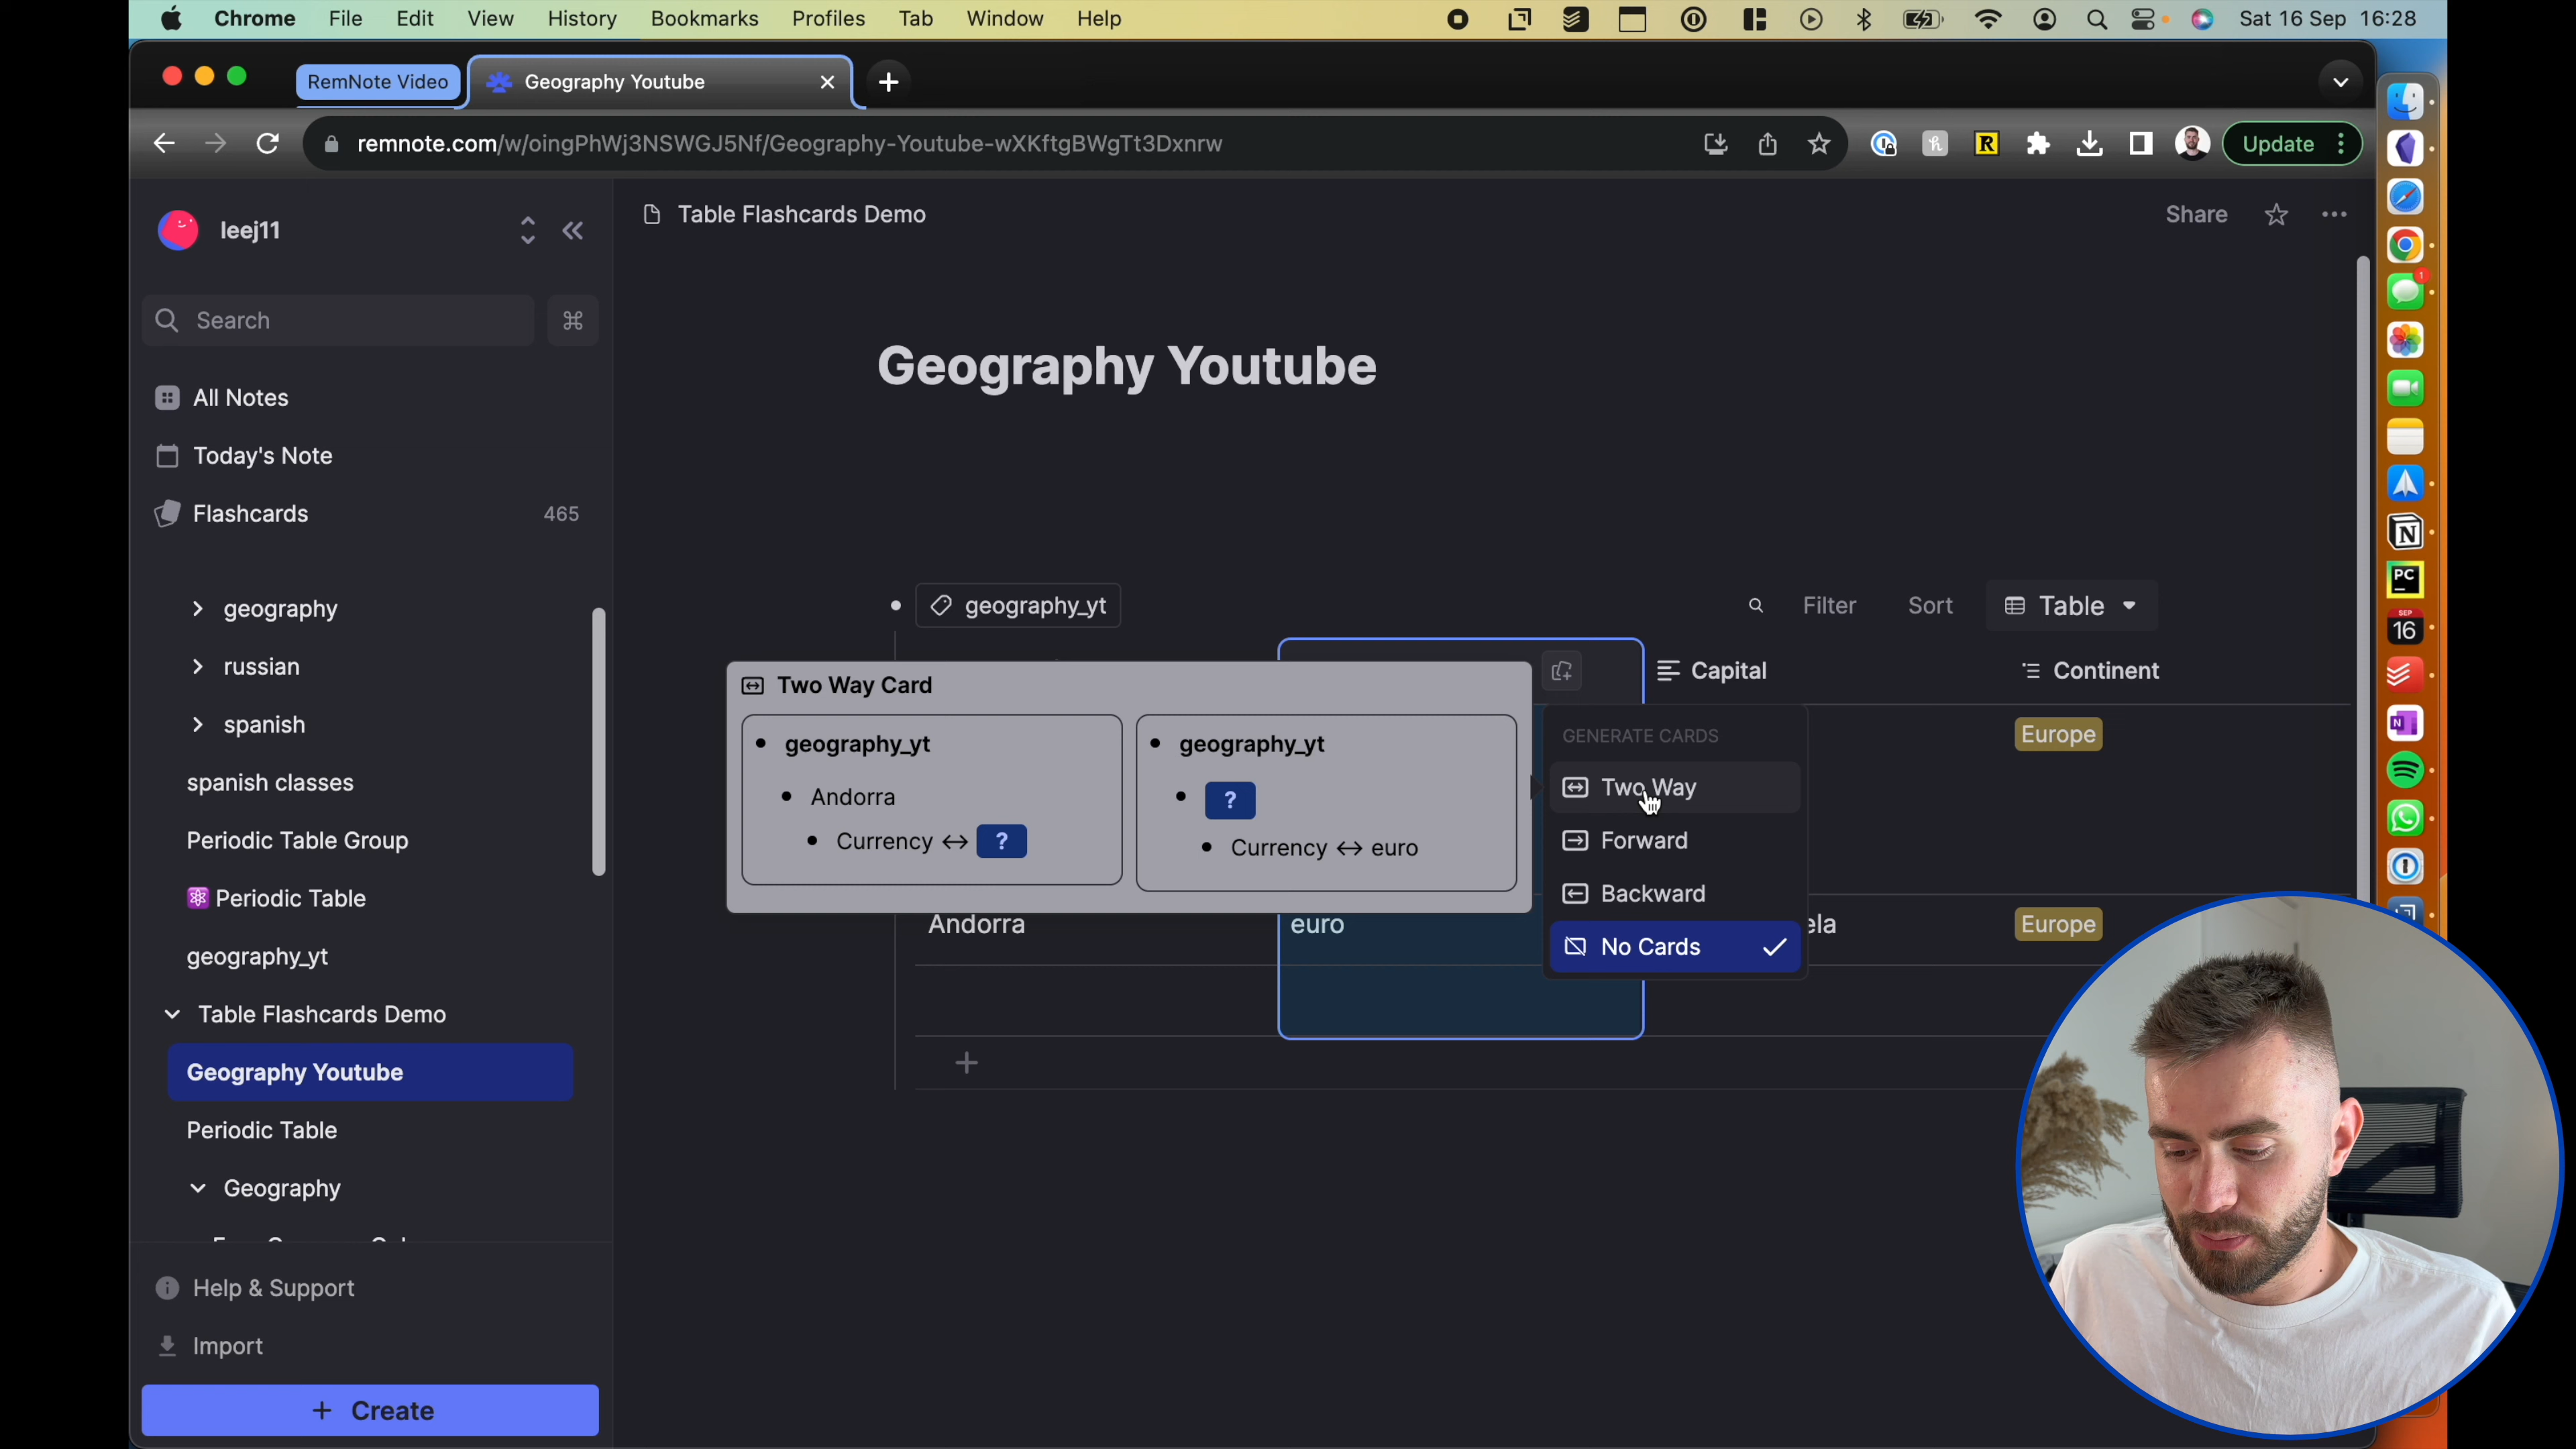 Chrome File Edit View History Bookmarks Profiles Tab Window Help Sat 16 Sep 16:28
RemNote Video Geography Youtube
remnote.com/w/oingPhWj3NSWGJ5Nf/Geography-Youtube-wXKftgBWgTt3Dxnrw Update
leej11
Table Flashcards Demo Share
Search
Geography Youtube
All Notes
Today's Note
Flashcards 465
geography
geography_yt Filter Sort Table
russian
Capital Continent
Two Way Card
spanish
geography_yt geography_yt GENERATE CARDS Europe
spanish classes
Andorra ? Two Way
Currency ↔ ? Currency ↔ euro Forward
Periodic Table Group
Backward
Periodic Table
Andorra euro ela Europe
No Cards
geography_yt
Table Flashcards Demo
Geography Youtube
Periodic Table
Geography
Help & Support
Import
+ Create
1
PC
SEP
16